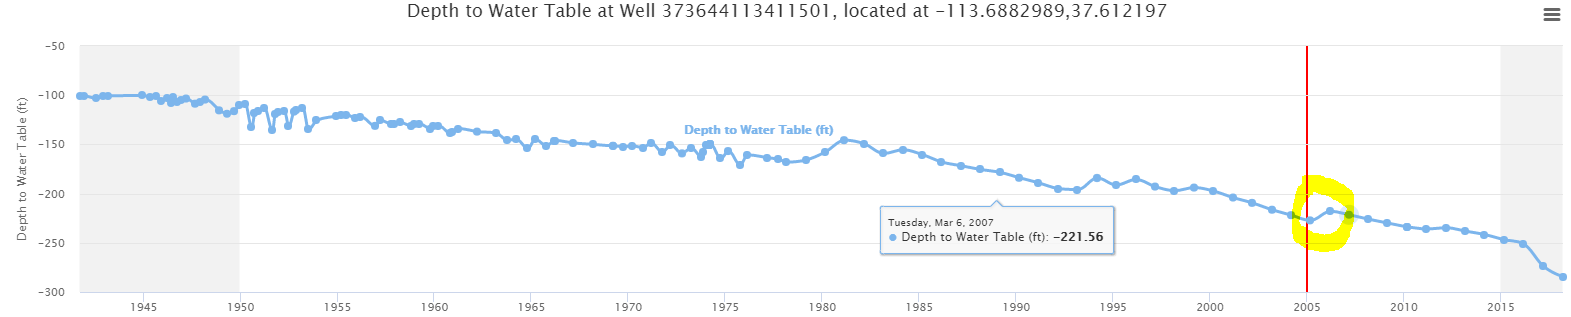 Depth to Water Table at Well 373644113411501, located at -113.6882989,37.612197
Depth to Water Table (ft)
-50
-100
-150
-200
-250
-300
Depth to Water Table (ft)
Tuesday, Mar 6, 2007
Depth to Water Table (ft): -221.56
1945 1950 1955 1960 1965 1970 1975 1980 1985 1990 1995 2000 2005 2010 2015